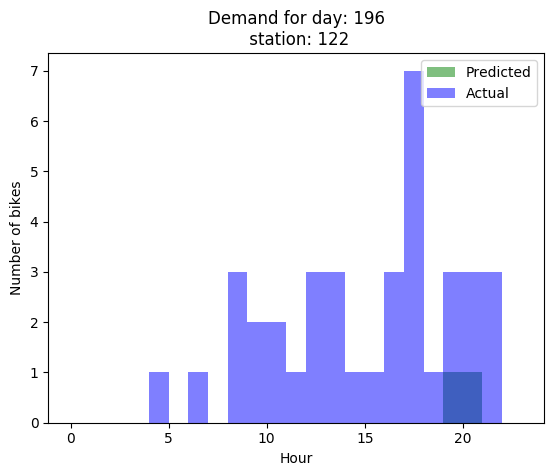 Demand for day: 196
station: 122
Predicted
Actual
Number of bikes
7
6
5
4
3
2
1
0
0 5 10 15 20
Hour